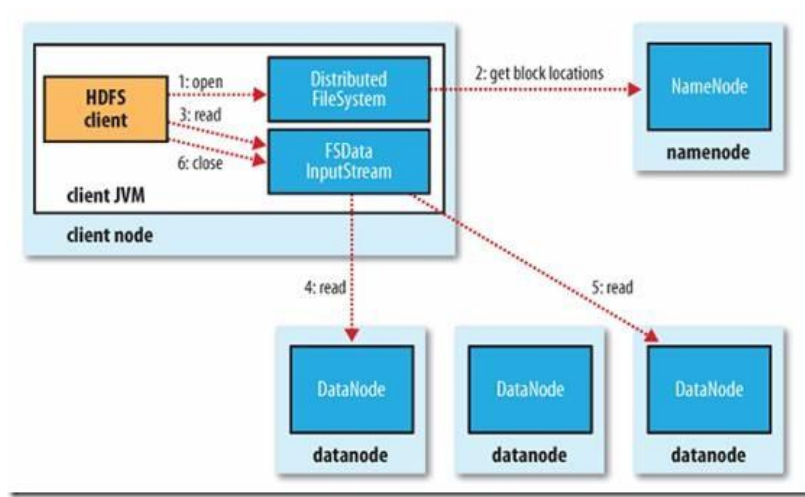 1: open
Distributed
FileSystem
2: get block locations
NameNode
HDFS
client
3: read
FSData
InputStream
6: close
namenode
client JVM
client node
4: read
5: read
DataNode
DataNode
DataNode
datanode
datanode
datanode